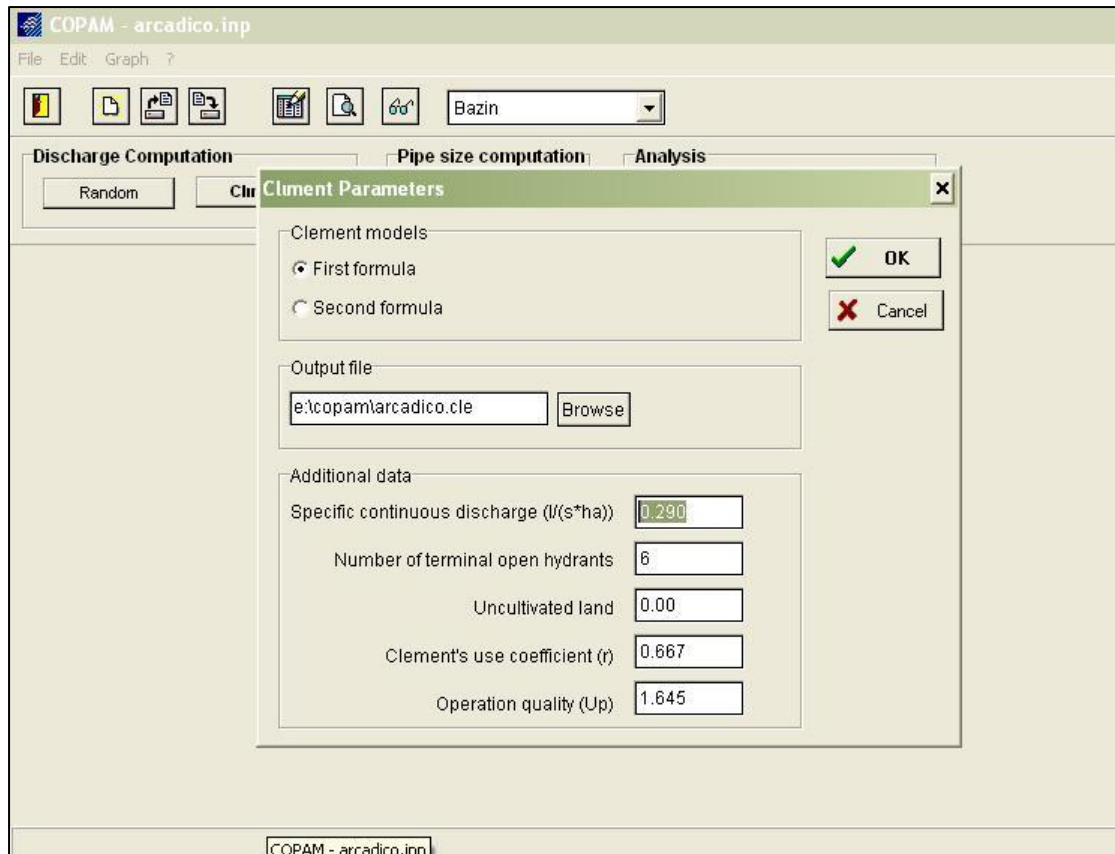 COPAM - arcadico.inp
File Edit Graph ?
Bazin
Discharge Computation
Pipe size computation
Analysis
Random
Clm
Clment Parameters
Clement models
First formula
Second formula
OK
Cancel
Output file
e:\copam\arcadico.cle
Browse
Additional data
Specific continuous discharge (l/(s*ha)) 0.290
Number of terminal open hydrants 6
Uncultivated land 0.00
Clement's use coefficient (r) 0.667
Operation quality (Up) 1.645
COPAM - arcadico.inp